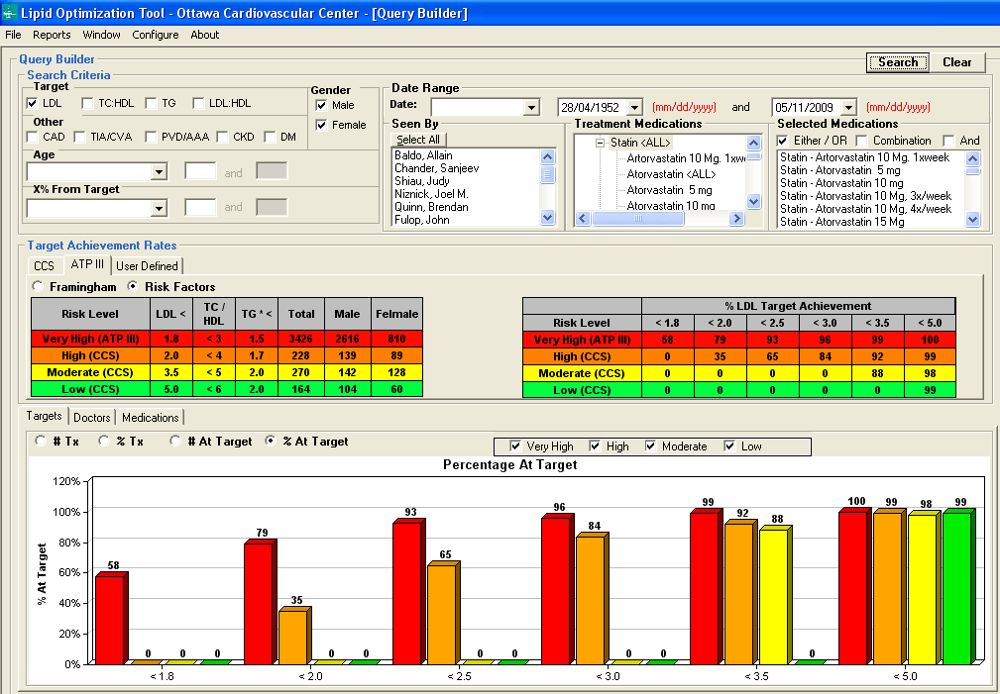 Lipid Optimization Tool - Ottawa Cardiovascular Center - [Query Builder]
File Reports Window Configure About
Query Builder
Search Clear
Search Criteria
Target
LDL TC:HDL TG LDL:HDL
Other
CAD TIA/CVA PVD/AAA CKD DM
Age
and
X% From Target
and
Gender
Male
Female
Date Range
Date: 28/04/1952 (mm/dd/yyyy) and 05/11/2009 (mm/dd/yyyy)
Seen By
Select All
Baldo, Allain
Chander, Sanjeev
Shiau, Judy
Niznick, Joel M.
Quinn, Brendan
Fulop, John
Treatment Medications
Statin <ALL>
Artorvastatin 10 Mg. 1xw
Artorvastatin <ALL>
Atorvastatin  5 mg
Atorvastatin 10 mg
Selected Medications
Either / OR Combination And
Statin - Atorvastatin 10 Mg. 1xweek
Statin - Atorvastatin  5 mg
Statin - Atorvastatin 10 mg
Statin - Atorvastatin 10 Mg, 3x/week
Statin - Atorvastatin 10 Mg, 4x/week
Statin - Atorvastatin 15 Mg
Target Achievement Rates
CCS ATP III User Defined
Framingham Risk Factors
Risk Level LDL < TC / HDL TG * < Total Male Felmale
Very High (ATP III) 1.8 < 3 1.5 3426 2616 810
High (CCS) 2.0 < 4 1.7 228 139 89
Moderate (CCS) 3.5 < 5 2.0 270 142 128
Low (CCS) 5.0 < 6 2.0 164 104 60
% LDL Target Achievement
Risk Level < 1.8 < 2.0 < 2.5 < 3.0 < 3.5 < 5.0
Very High (ATP III) 58 79 93 96 99 100
High (CCS) 0 35 65 84 92 99
Moderate (CCS) 0 0 0 0 88 98
Low (CCS) 0 0 0 0 0 99
Targets Doctors Medications
# Tx % Tx # At Target % At Target
Very High High Moderate Low
Percentage At Target
% At Target
120%
100%
80%
60%
40%
20%
0%
58 0 0 0
79 35 0 0
93 65 0 0
96 84 0 0
99 92 88 0
100 99 98 99
< 1.8 < 2.0 < 2.5 < 3.0 < 3.5 < 5.0